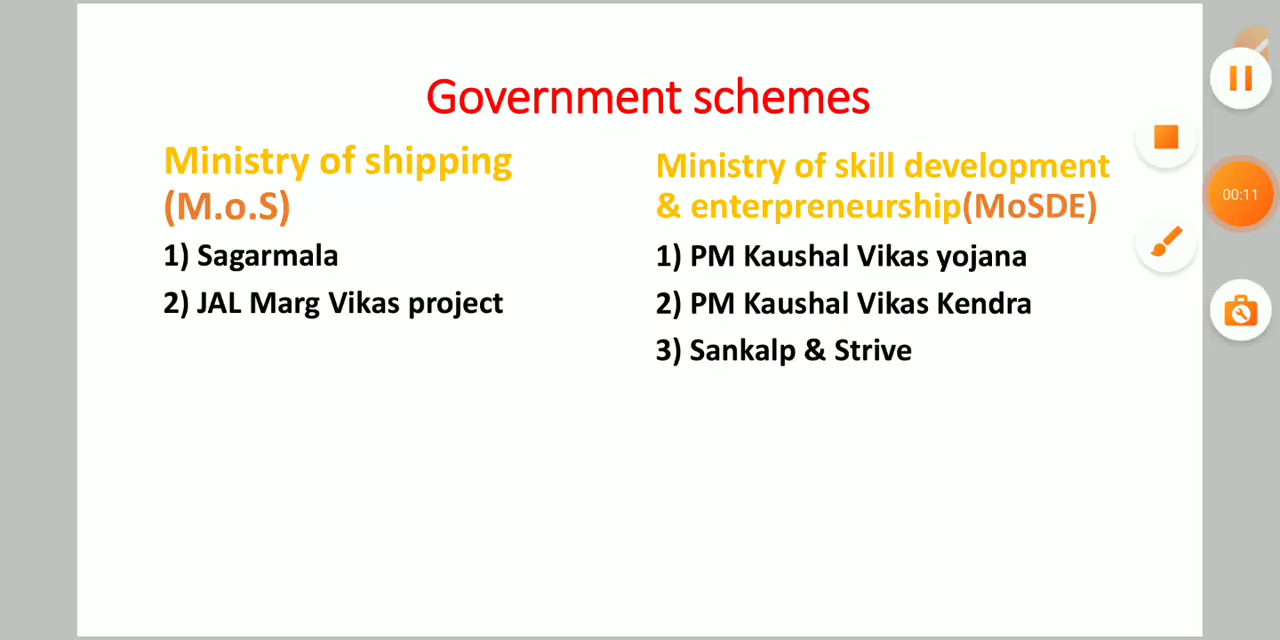 Government schemes
Ministry of shipping
(M.o.S)
1) Sagarmala
2) JAL Marg Vikas project
Ministry of skill development
& enterpreneurship(MoSDE)
1) PM Kaushal Vikas yojana
2) PM Kaushal Vikas Kendra
3) Sankalp & Strive
00:11